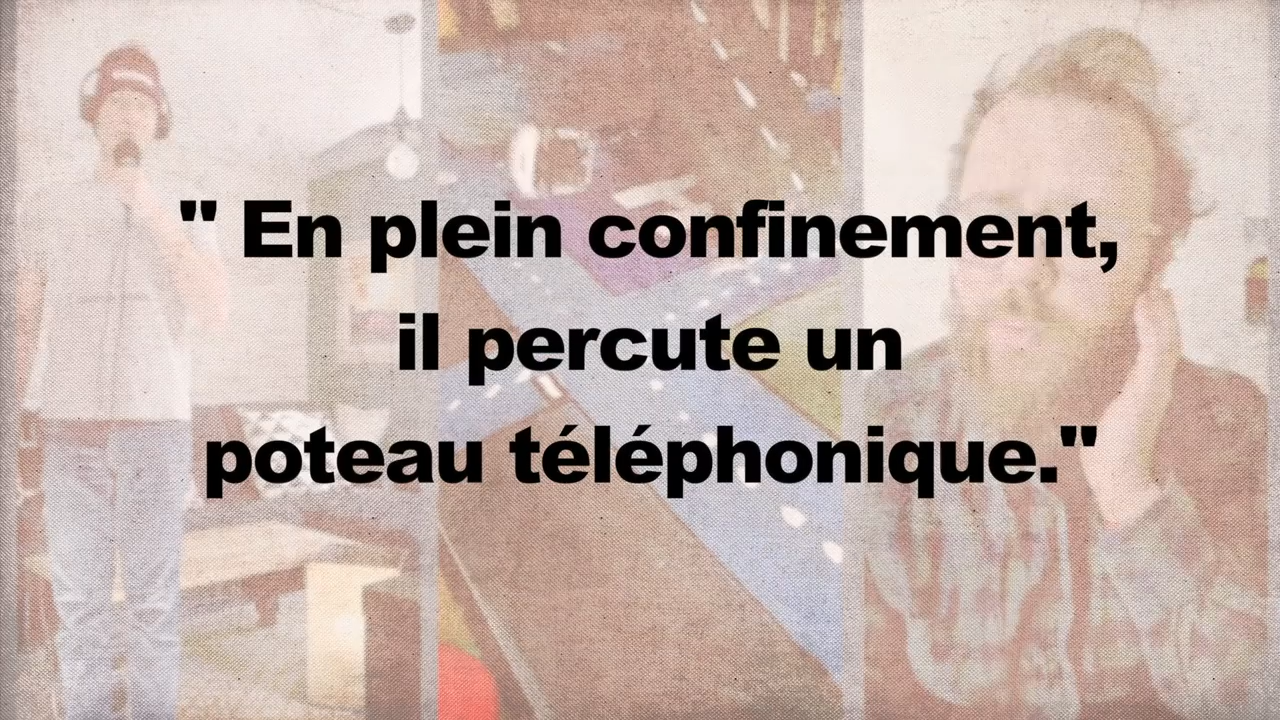 " En plein confinement,
il percute un
poteau téléphonique."